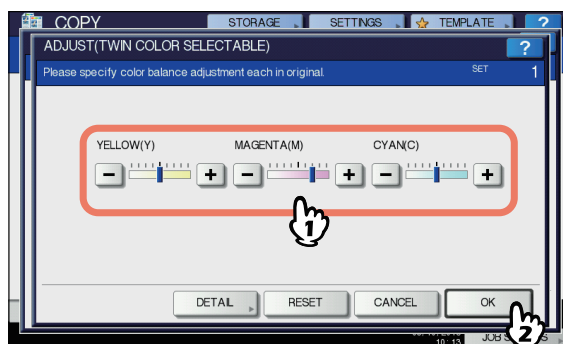 COPY STORAGE SETTINGS TEMPLATE ?
ADJUST(TWIN COLOR SELECTABLE) ?
Please specify color balance adjustment each in original. SET 1
YELLOW(Y) MAGENTA(M) CYAN(C)
- + - + - +
1
DETAIL RESET CANCEL OK
2
10:13 JOB S